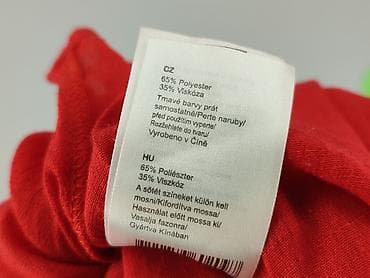 CZ
65% Polyester
35% Viskóza
Tmavé barvy prát
samostatně/Perte naruby/
před použitím vyperte/
Rozžehlete do tvaru/
Vyrobeno v Číně
HU
65% Poliészter
35% Viszkóz
A sötét színeket külön kell
mosni/Kifordítva mossa/
Használat előtt mossa ki/
Vasalja fazonra/
Gyártva Kínában